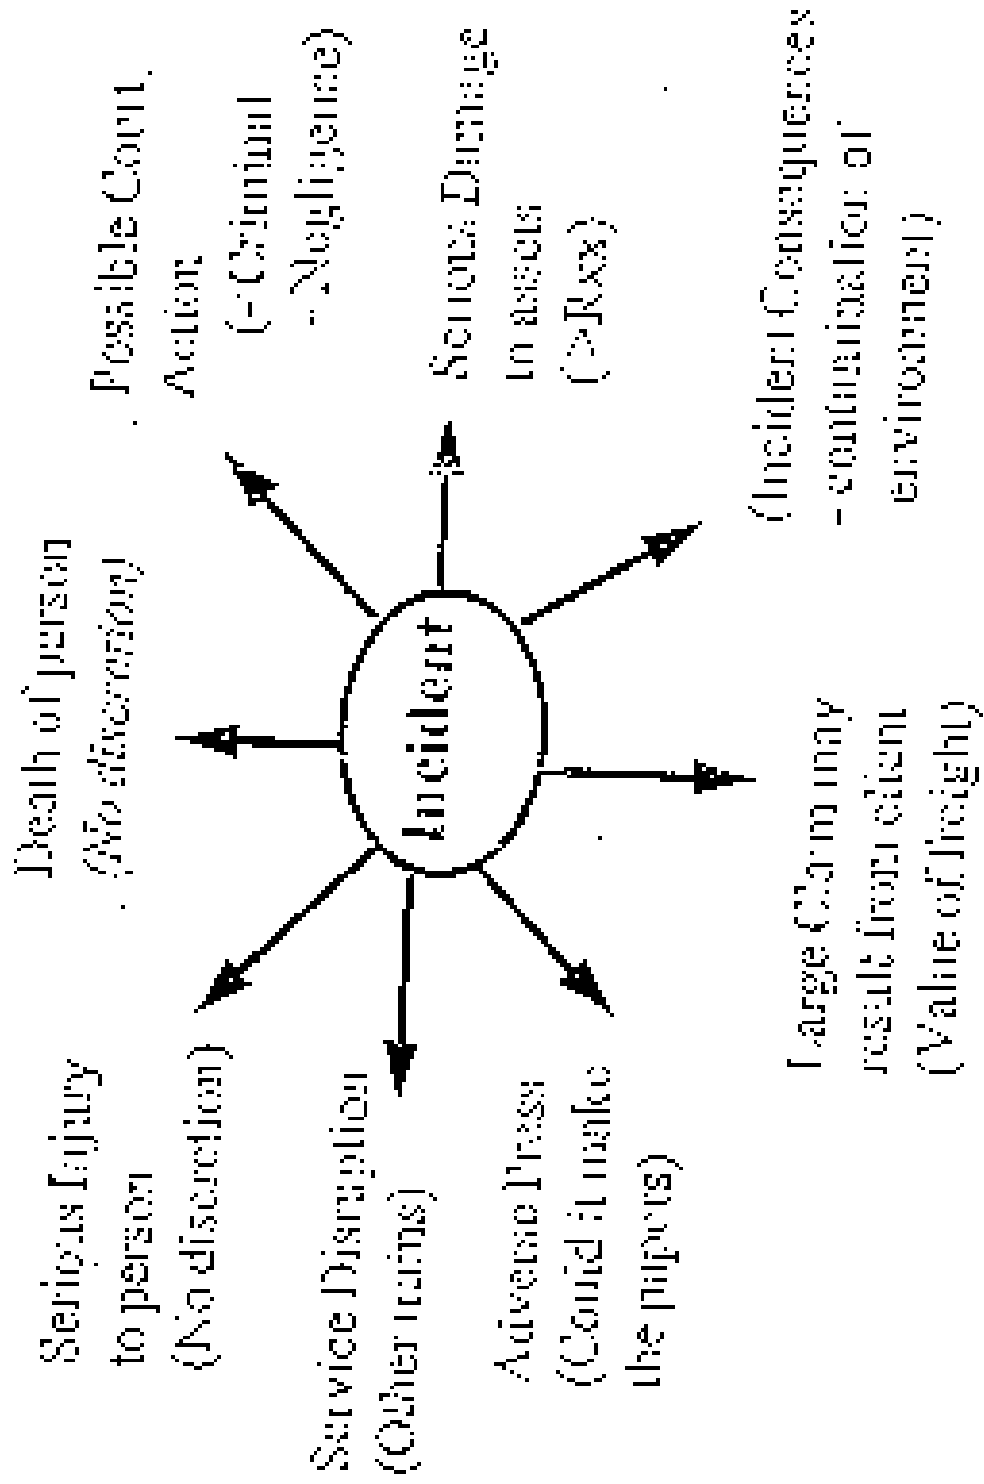 Death of person
(No discretion)
Possible Court
Action
(- Criminal
- Negligence)
Serious Damage
to assets
(>Rxx)
(Incident Consequences
- contamination of
environment)
Large Claim may
result from client
(Value of freight)
Adverse Press
(Could it make
the papers)
Service Disruption
(Other trains)
Serious Injury
to person
(No discretion)
Incident